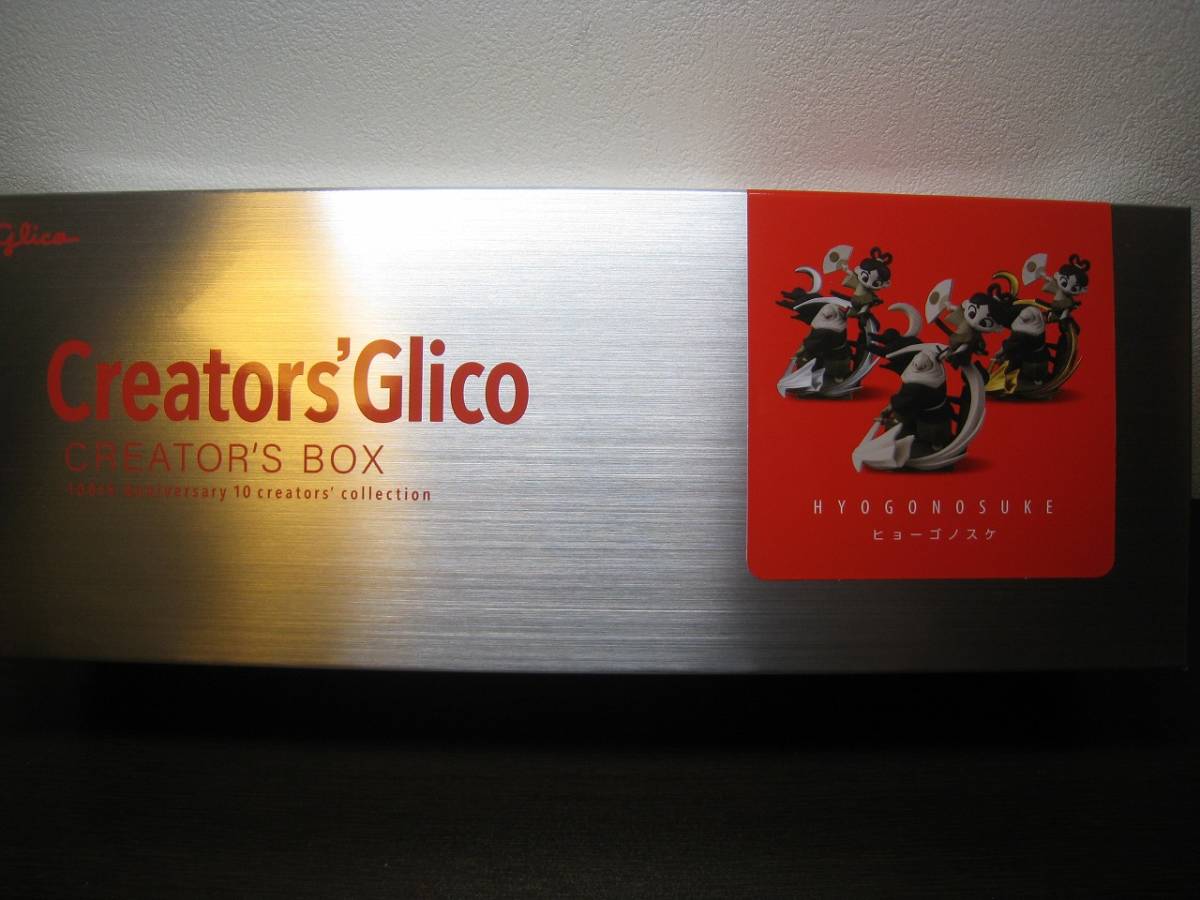 Glico
Creators'Glico
CREATOR'S BOX
100th anniversary 10 creators' collection
HYOGONOSUKE
ヒョーゴノスケ